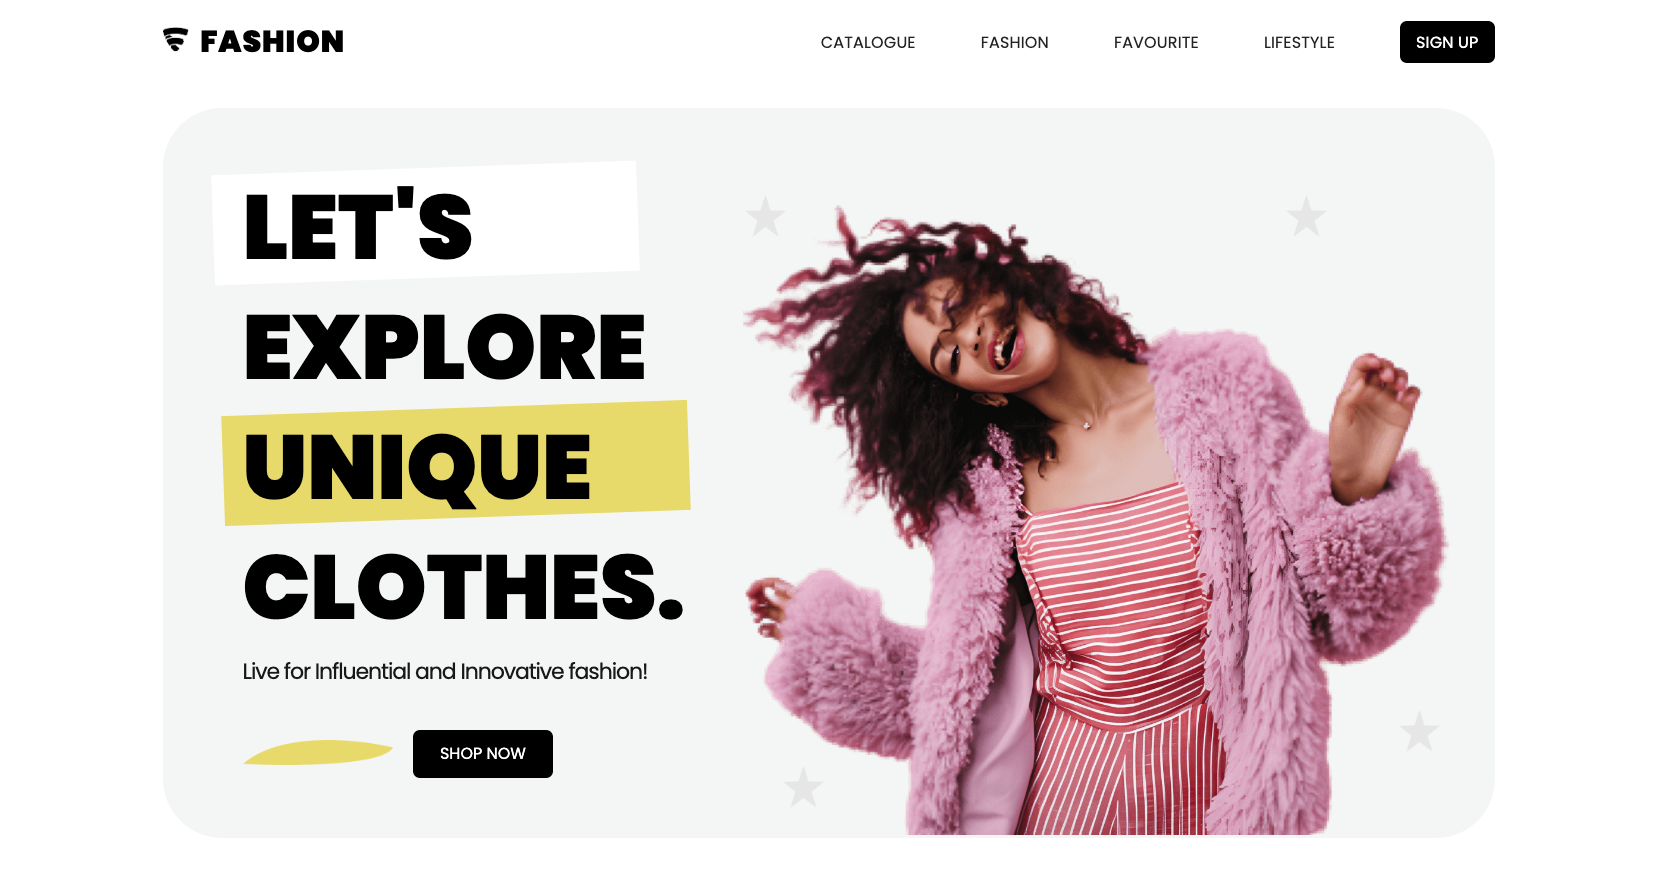 FASHION
CATALOGUE
FASHION
FAVOURITE
LIFESTYLE
SIGN UP
LET'S
EXPLORE
UNIQUE
CLOTHES.
Live for Influential and Innovative fashion!
SHOP NOW